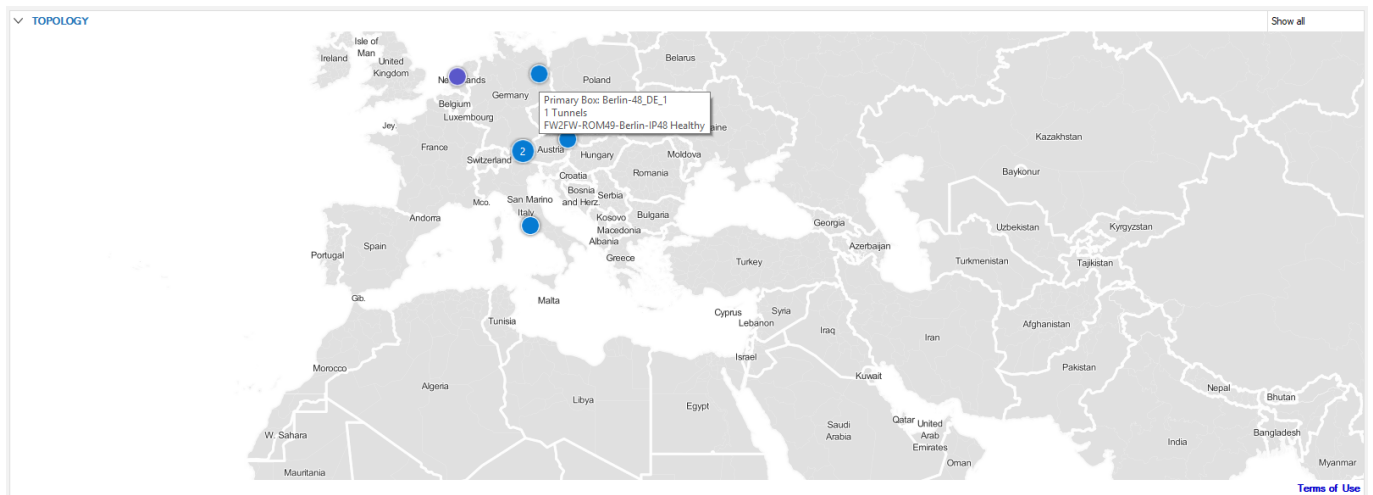 TOPOLOGY
Show all
Isle of
Man
Ireland
United
Kingdom
Belarus
Poland
Germany
Belgium
Luxembourg
Primary Box: Berlin-48_DE_1
1 Tunnels
FW2FW-ROM49-Berlin-IP48 Healthy
Jey.
France
2
Austria
Switzerland
Hungary
Moldova
Kazakhstan
Croatia
Romania
Baykonur
Bosnia
and Herz.
Serbia
Mco.
San Marino
Italy
Andorra
Kosovo
Bulgaria
Macedonia
Albania
Georgia
Uzbekistan
Kyrgyzstan
Portugal
Spain
Greece
Azerbaijan
Turkey
Turkmenistan
Tajikistan
Gib.
Malta
Tunisia
Cyprus
Syria
Lebanon
Iraq
Iran
Afghanistan
Israel
Morocco
Algeria
Kuwait
Pakistan
Libya
Egypt
Nepal
Bhutan
W. Sahara
Saudi
Arabia
Qatar
United
Arab
Emirates
Oman
India
Bangladesh
Mauritania
Myanmar
Terms of Use